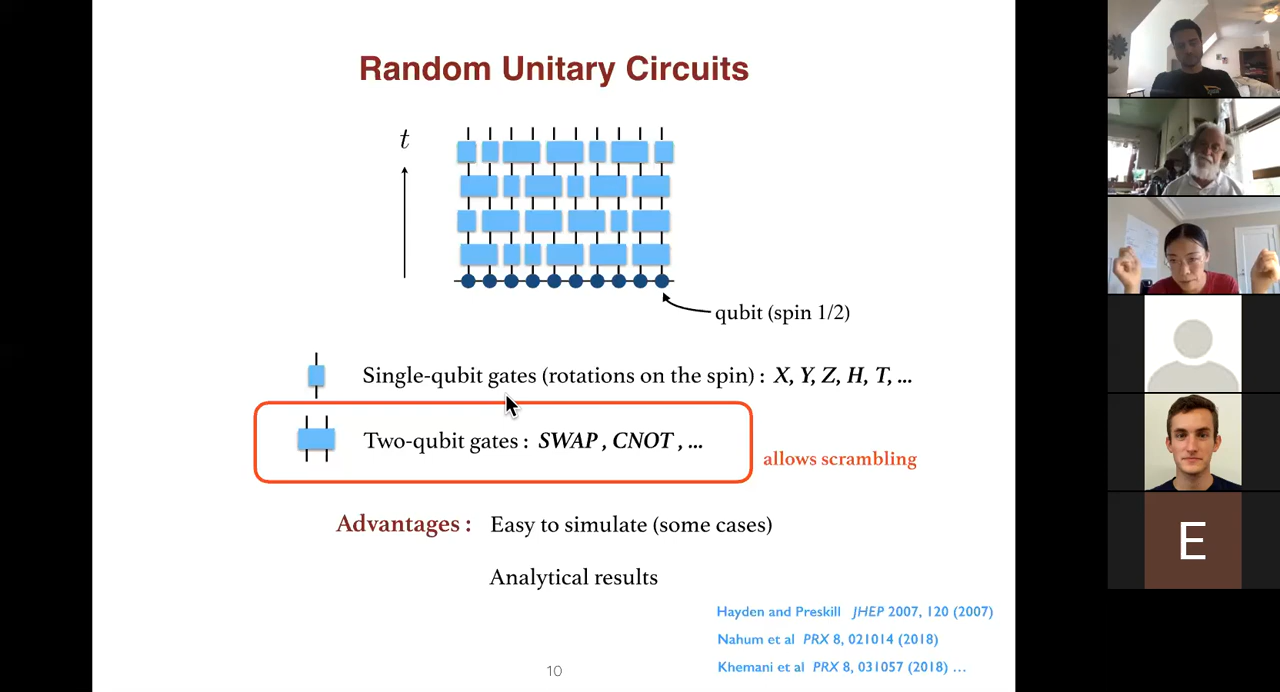 Random Unitary Circuits
t
qubit (spin 1/2)
Single-qubit gates (rotations on the spin) : X, Y, Z, H, T, ...
Two-qubit gates : SWAP , CNOT , ...
allows scrambling
Advantages : Easy to simulate (some cases)
Analytical results
Hayden and Preskill JHEP 2007, 120 (2007)
Nahum et al PRX 8, 021014 (2018)
Khemani et al PRX 8, 031057 (2018) ...
10
E